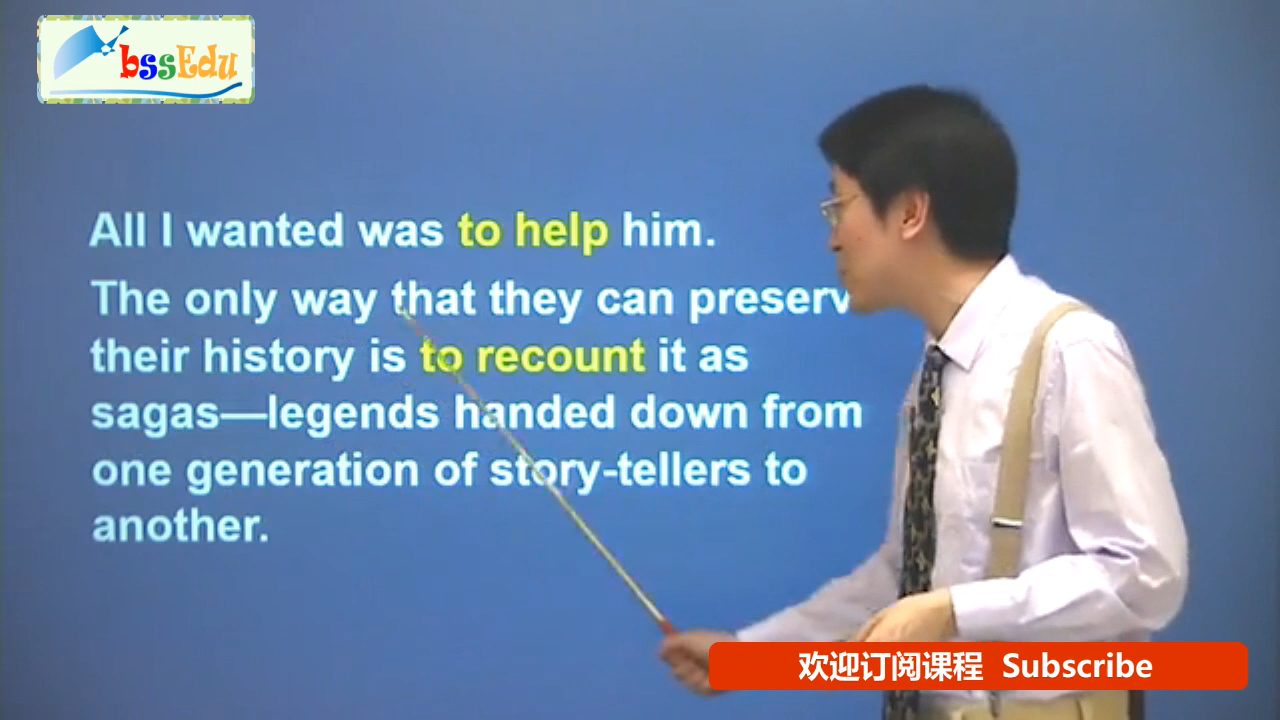 bssEdu
All I wanted was to help him.
The only way that they can preserv
their history is to recount it as
sagas—legends handed down from
one generation of story-tellers to
another.
欢迎订阅课程 Subscribe